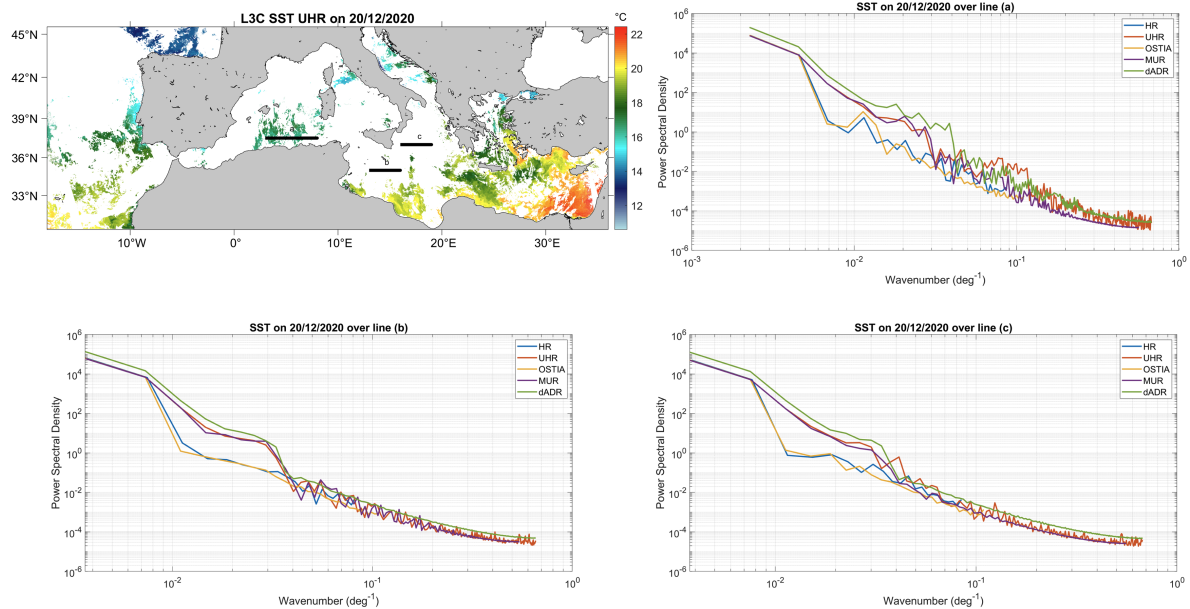 L3C SST UHR on 20/12/2020
°C
45°N
42°N
39°N
36°N
33°N
10°W
0°
10°E
20°E
30°E
22
20
18
16
14
12
c
b
SST on 20/12/2020 over line (a)
Power Spectral Density
10^6
10^4
10^2
10^0
10^-2
10^-4
10^-6
10^-3
10^-2
10^-1
10^0
Wavenumber (deg^-1)
HR
UHR
OSTIA
MUR
dADR
SST on 20/12/2020 over line (b)
Power Spectral Density
10^6
10^4
10^2
10^0
10^-2
10^-4
10^-6
10^-2
10^-1
10^0
Wavenumber (deg^-1)
HR
UHR
OSTIA
MUR
dADR
SST on 20/12/2020 over line (c)
Power Spectral Density
10^6
10^4
10^2
10^0
10^-2
10^-4
10^-6
10^-2
10^-1
10^0
Wavenumber (deg^-1)
HR
UHR
OSTIA
MUR
dADR